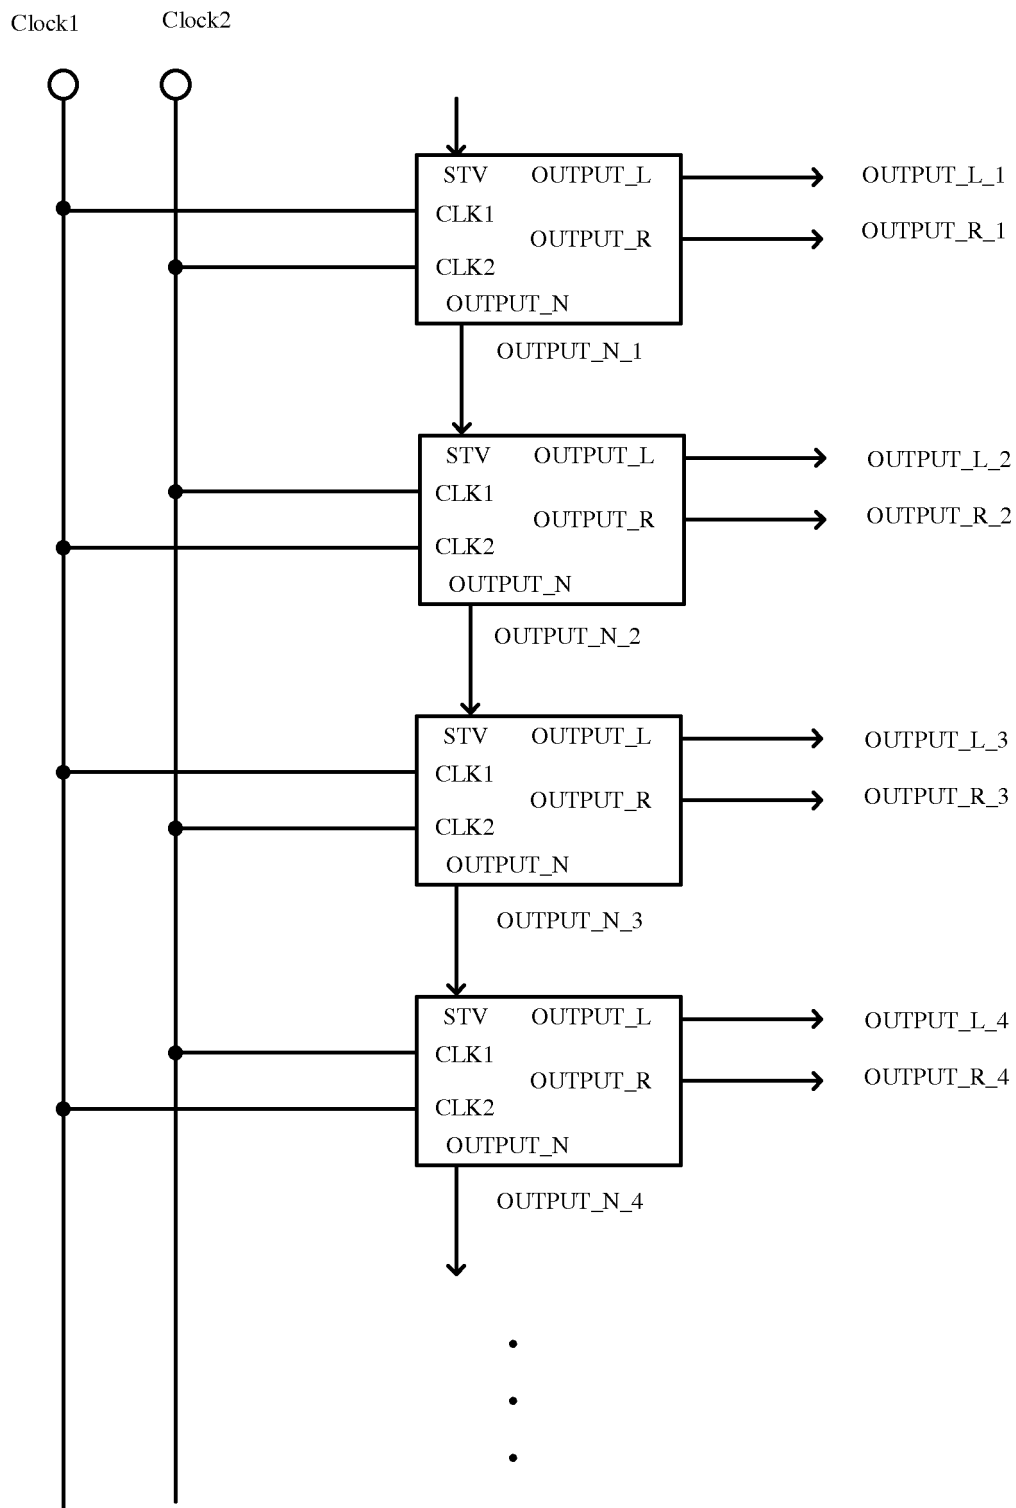 Clock1
Clock2
STV OUTPUT_L
OUTPUT_L_1
CLK1
OUTPUT_R
OUTPUT_R_1
CLK2
OUTPUT_N
OUTPUT_N_1
STV OUTPUT_L
OUTPUT_L_2
CLK1
OUTPUT_R
OUTPUT_R_2
CLK2
OUTPUT_N
OUTPUT_N_2
STV OUTPUT_L
OUTPUT_L_3
CLK1
OUTPUT_R
OUTPUT_R_3
CLK2
OUTPUT_N
OUTPUT_N_3
STV OUTPUT_L
OUTPUT_L_4
CLK1
OUTPUT_R
OUTPUT_R_4
CLK2
OUTPUT_N
OUTPUT_N_4